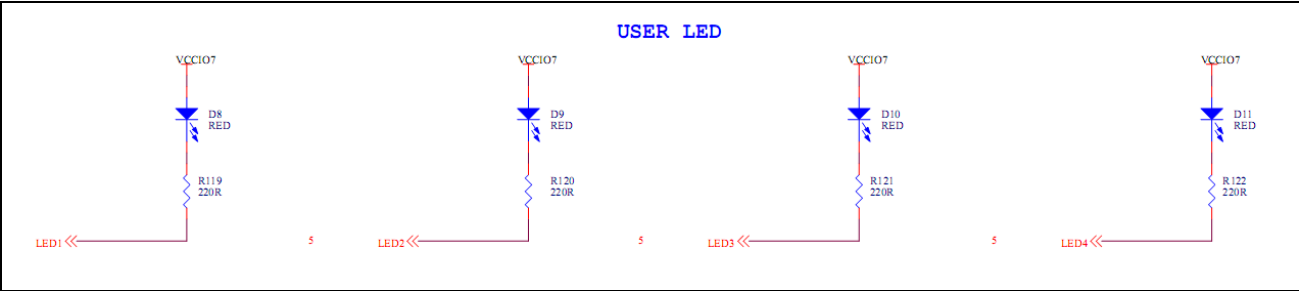 USER LED
VCCIO7
VCCIO7
VCCIO7
VCCIO7
D8
RED
D9
RED
D10
RED
D11
RED
R119
220R
R120
220R
R121
220R
R122
220R
LED1
5
LED2
5
LED3
5
LED4